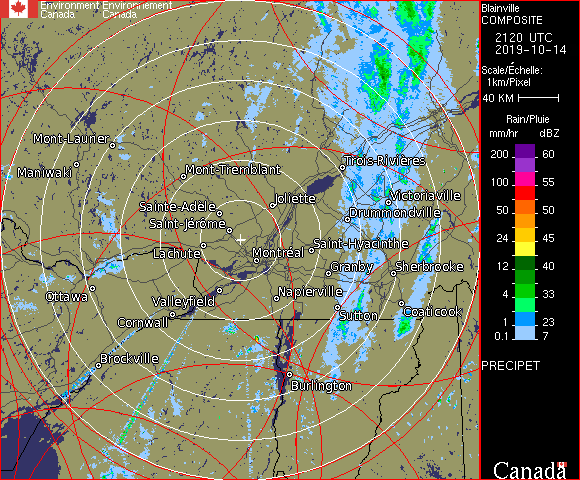 Environment Environnement
Canada Canada
Blainville
COMPOSITE
2120 UTC
2019-10-14
Scale/Échelle:
1km/Pixel
40 KM
Rain/Pluie
mm/hr dBZ
200 60
100 55
50 50
24 45
12 40
4 33
1 23
0.1 7
PRECIPET
Mont-Laurier
Maniwaki
Mont-Tremblant
Trois-Rivières
Sainte-Adèle
Joliette
Victoriaville
Saint-Jérôme
Drummondville
Lachute
Montréal
Saint-Hyacinthe
Granby
Sherbrooke
Ottawa
Valleyfield
Napierville
Cornwall
Sutton
Coaticook
Brockville
Burlington
Canada